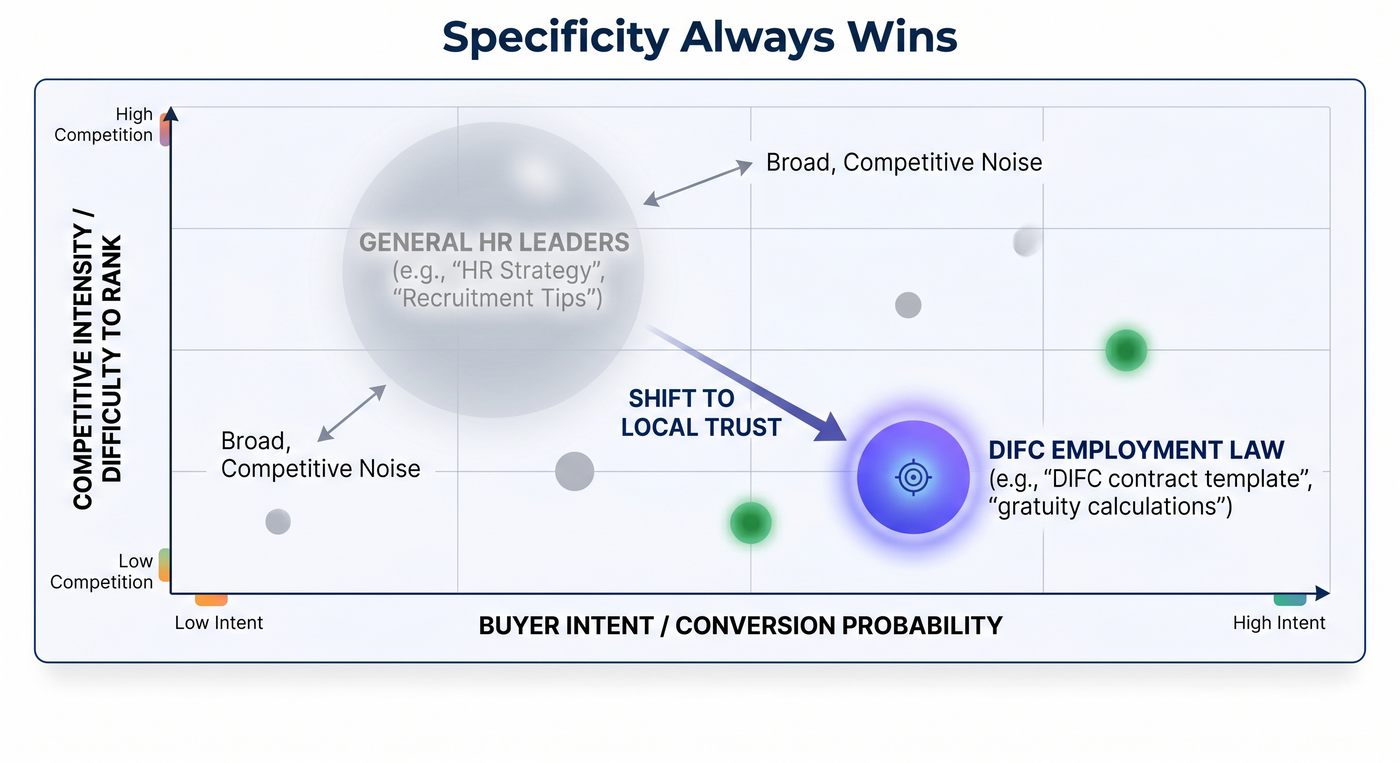 Specificity Always Wins
High
Competition
Broad, Competitive Noise
GENERAL HR LEADERS
(e.g., “HR Strategy”,
“Recruitment Tips”)
COMPETITIVE INTENSITY /
DIFFICULTY TO RANK
SHIFT TO
LOCAL TRUST
Broad,
Competitive Noise
DIFC EMPLOYMENT LAW
(e.g., “DIFC contract template”,
“gratuity calculations”)
Low
Competition
Low Intent
BUYER INTENT / CONVERSION PROBABILITY
High Intent